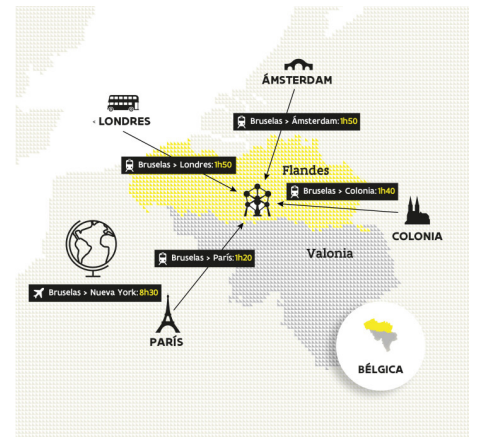 ÁMSTERDAM
LONDRES
Bruselas > Ámsterdam: 1h50
Bruselas > Londres: 1h50
Flandes
Bruselas > Colonia: 1h40
COLONIA
Valonia
Bruselas > París: 1h20
Bruselas > Nueva York: 8h30
PARÍS
BÉLGICA